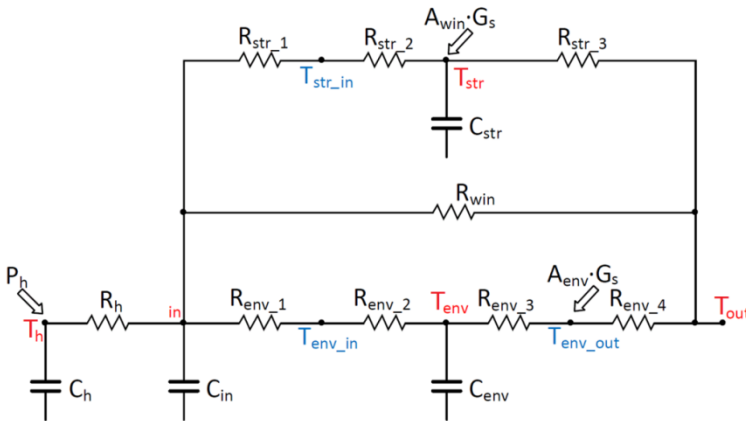 A_win·G_s
R_str_1
R_str_2
R_str_3
T_str_in
T_str
C_str
R_win
P_h
A_env·G_s
R_h
in
R_env_1
R_env_2
T_env
R_env_3
R_env_4
T_out
T_h
T_env_in
T_env_out
C_h
C_in
C_env